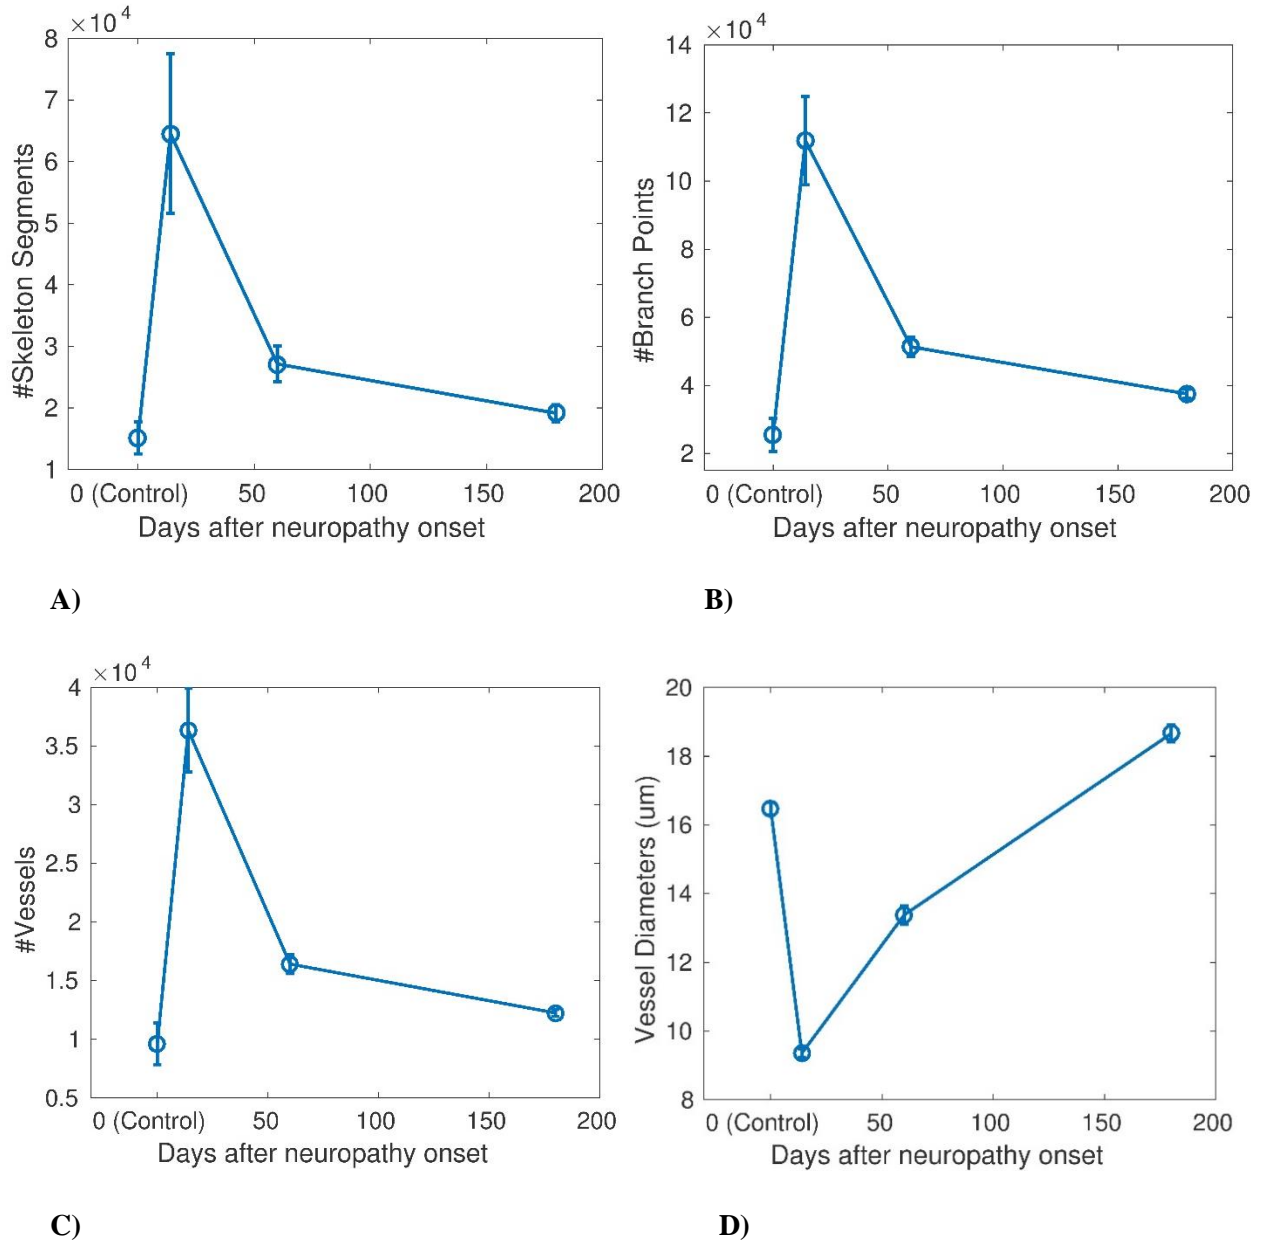 ×10 4
8
7
6
5
4
3
2
1
#Skeleton Segments
0 (Control) 50 100 150 200
Days after neuropathy onset
A)
×10 4
14
12
10
8
6
4
2
#Branch Points
0 (Control) 50 100 150 200
Days after neuropathy onset
B)
×10 4
4
3.5
3
2.5
2
1.5
1
0.5
#Vessels
0 (Control) 50 100 150 200
Days after neuropathy onset
C)
20
18
16
14
12
10
8
Vessel Diameters (um)
0 (Control) 50 100 150 200
Days after neuropathy onset
D)